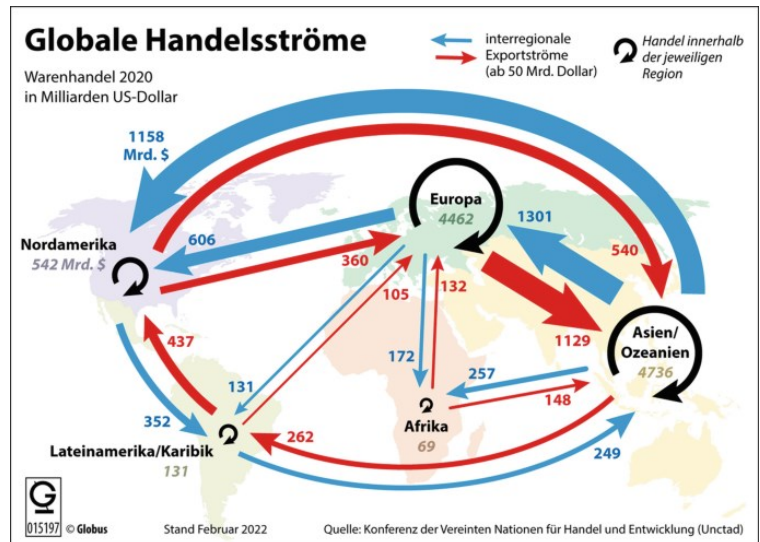 Globale Handelsströme
Warenhandel 2020
in Milliarden US-Dollar
interregionale
Exportströme
(ab 50 Mrd. Dollar)
Handel innerhalb
der jeweiligen
Region
1158
Mrd. $
Europa
4462
1301
606
Nordamerika
542 Mrd. $
360
540
105
132
1129
Asien/
Ozeanien
4736
437
172
257
131
148
352
Afrika
69
262
Lateinamerika/Karibik
131
249
G
015197
© Globus
Stand Februar 2022
Quelle: Konferenz der Vereinten Nationen für Handel und Entwicklung (Unctad)